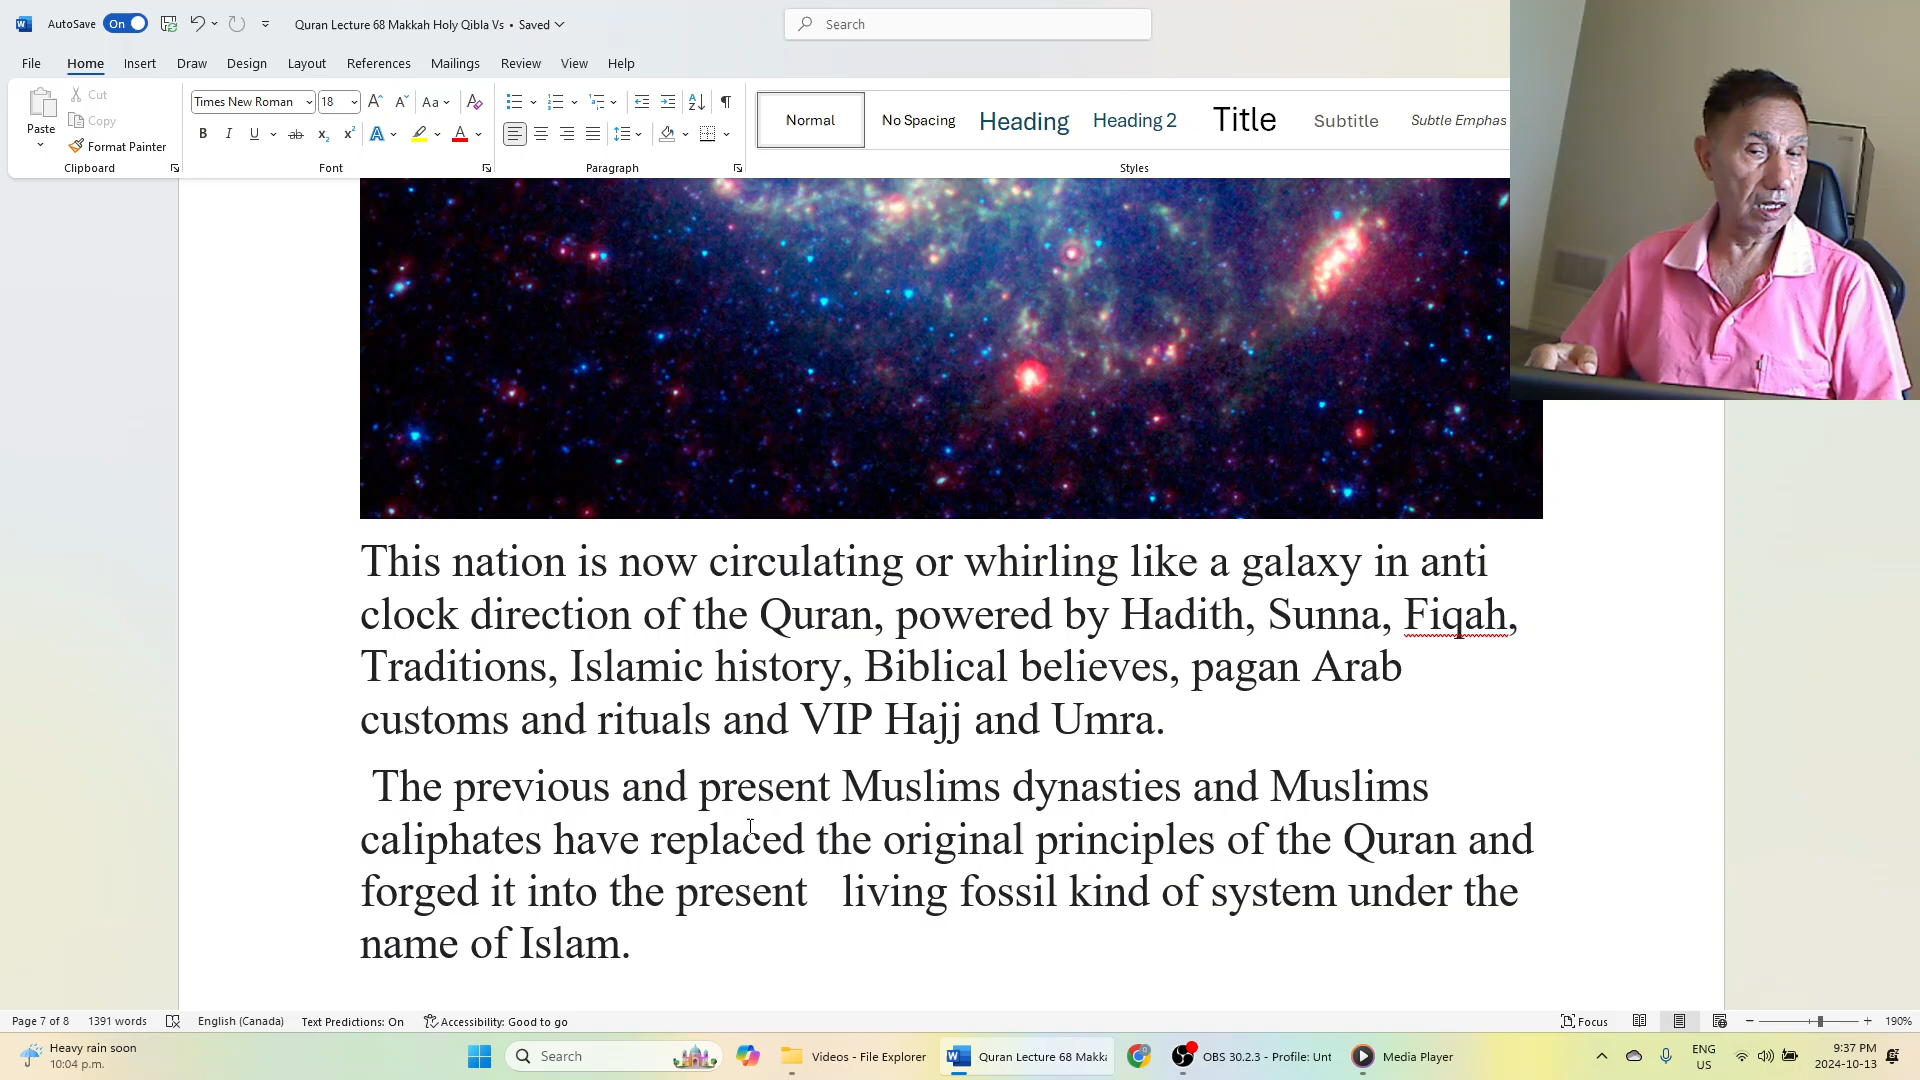 AutoSave On Quran Lecture 68 Makkah Holy Qibla Vs • Saved
Search
File Home Insert Draw Design Layout References Mailings Review View Help
Paste
Cut
Copy
Format Painter
Clipboard
Times New Roman 18
Font
Paragraph
Normal
No Spacing
Heading
Heading 2
Title
Subtitle
Subtle Emphas
Styles
This nation is now circulating or whirling like a galaxy in anti
clock direction of the Quran, powered by Hadith, Sunna, Fiqah,
Traditions, Islamic history, Biblical believes, pagan Arab
customs and rituals and VIP Hajj and Umra.
The previous and present Muslims dynasties and Muslims
caliphates have replaced the original principles of the Quran and
forged it into the present living fossil kind of system under the
name of Islam.
Page 7 of 8 1391 words English (Canada) Text Predictions: On Accessibility: Good to go Focus 190%
Heavy rain soon
10:04 p.m.
Search
Videos - File Explorer
Quran Lecture 68 Makka
OBS 30.2.3 - Profile: Unt
Media Player
ENG
US
9:37 PM
2024-10-13